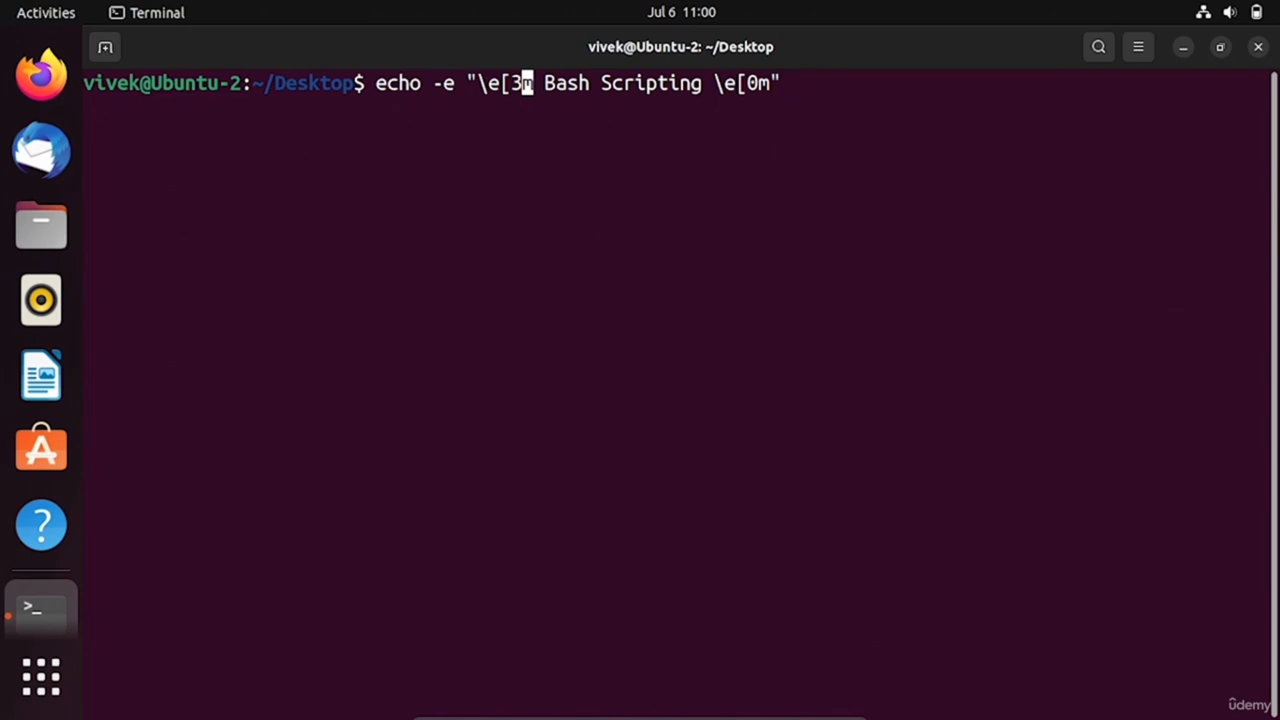 Activities Terminal Jul 6 11:00
vivek@Ubuntu-2: ~/Desktop
vivek@Ubuntu-2:~/Desktop$ echo -e "\e[3m Bash Scripting \e[0m"
ûdemy